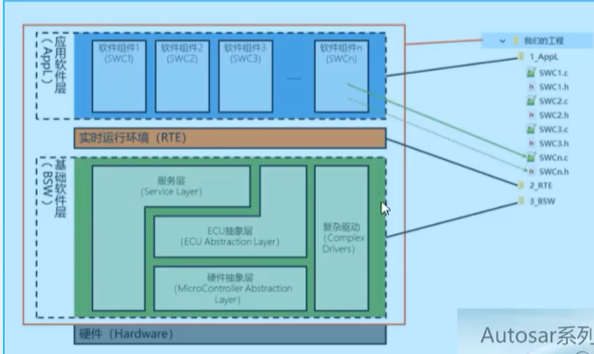 应用软件层
（AppL）
软件组件1
(SWC1)
软件组件2
(SWC2)
软件组件3
(SWC3)
......
软件组件n
(SWCn)
实时运行环境（RTE）
基础软件层
（BSW）
服务层
(Service Layer)
ECU抽象层
(ECU Abstraction Layer)
硬件抽象层
(MicroController Abstraction
Layer)
复杂驱动
(Complex
Drivers)
硬件（Hardware）
我们的工程
1_AppL
SWC1.c
SWC1.h
SWC2.c
SWC2.h
SWC3.c
SWC3.h
SWCn.c
SWCn.h
2_RTE
3_BSW
Autosar系列